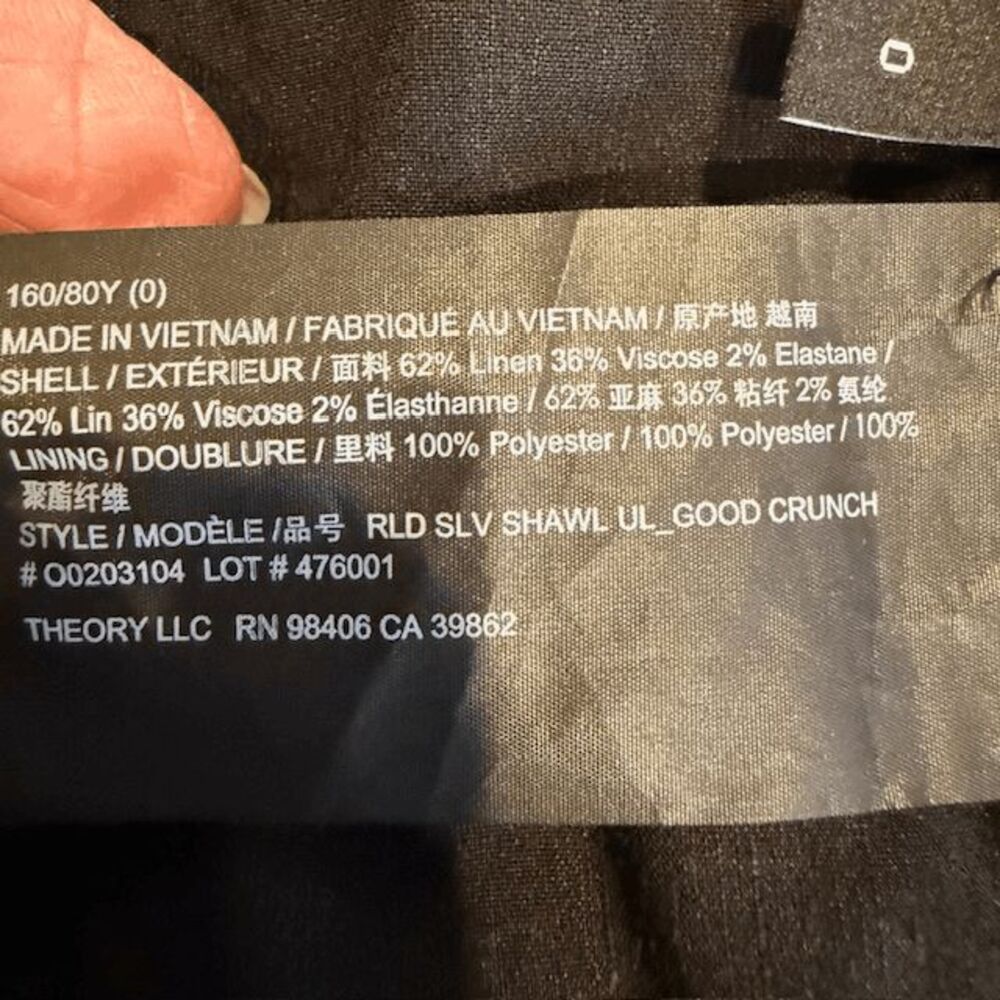 0
160/80Y (0)
MADE IN VIETNAM / FABRIQUÉ AU VIETNAM / 原产地 越南
SHELL / EXTÉRIEUR / 面料 62% Linen 36% Viscose 2% Elastane /
62% Lin 36% Viscose 2% Élasthanne / 62% 亚麻 36% 粘纤 2% 氨纶
LINING / DOUBLURE / 里料 100% Polyester / 100% Polyester / 100%
聚酯纤维
STYLE / MODÈLE /品号 RLD SLV SHAWL UL_GOOD CRUNCH
# O0203104 LOT # 476001
THEORY LLC RN 98406 CA 39862